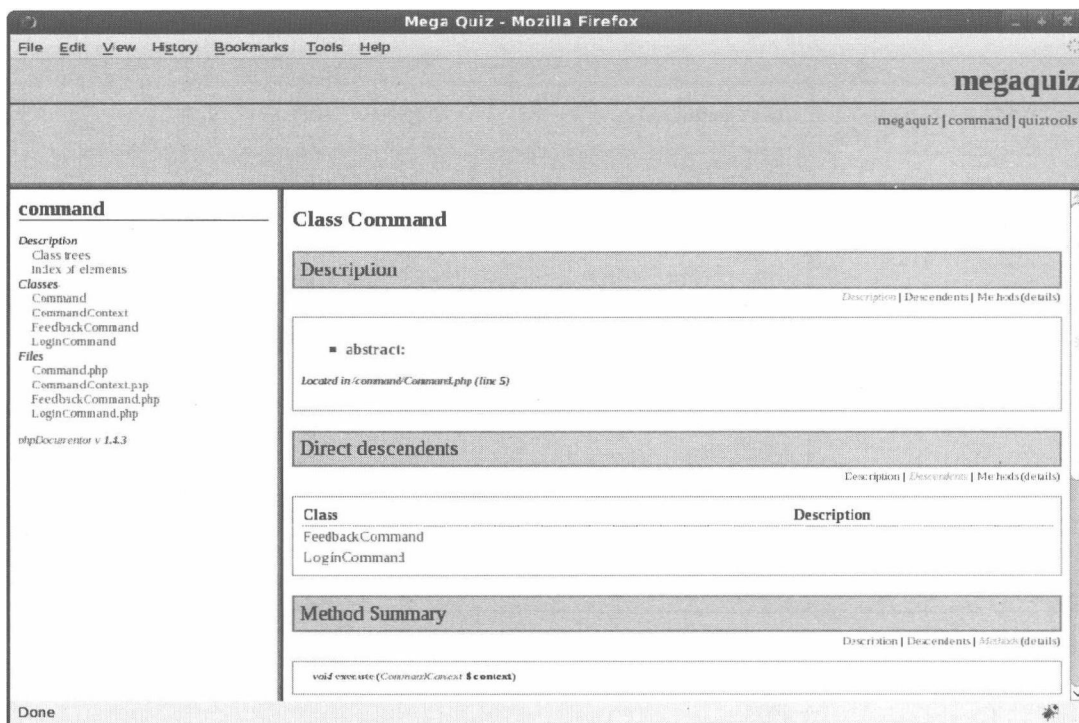 Mega Quiz - Mozilla Firefox
File Edit View History Bookmarks Tools Help
megaquiz
megaquiz | command | quiztools
command
Description
Class trees
Index of elements
Classes
Command
CommandContext
FeedbackCommand
LoginCommand
Files
Command.php
CommandContext.php
FeedbackCommand.php
LoginCommand.php
phpDocumentor v 1.4.3
Class Command
Description
Description | Descendents | Methods (details)
abstract:
Located in /command/Command.php (line 5)
Direct descendents
Description | Descendents | Methods (details)
Class Description
FeedbackCommand
LoginCommand
Method Summary
Description | Descendents | Methods (details)
void execute (CommandContext $context)
Done